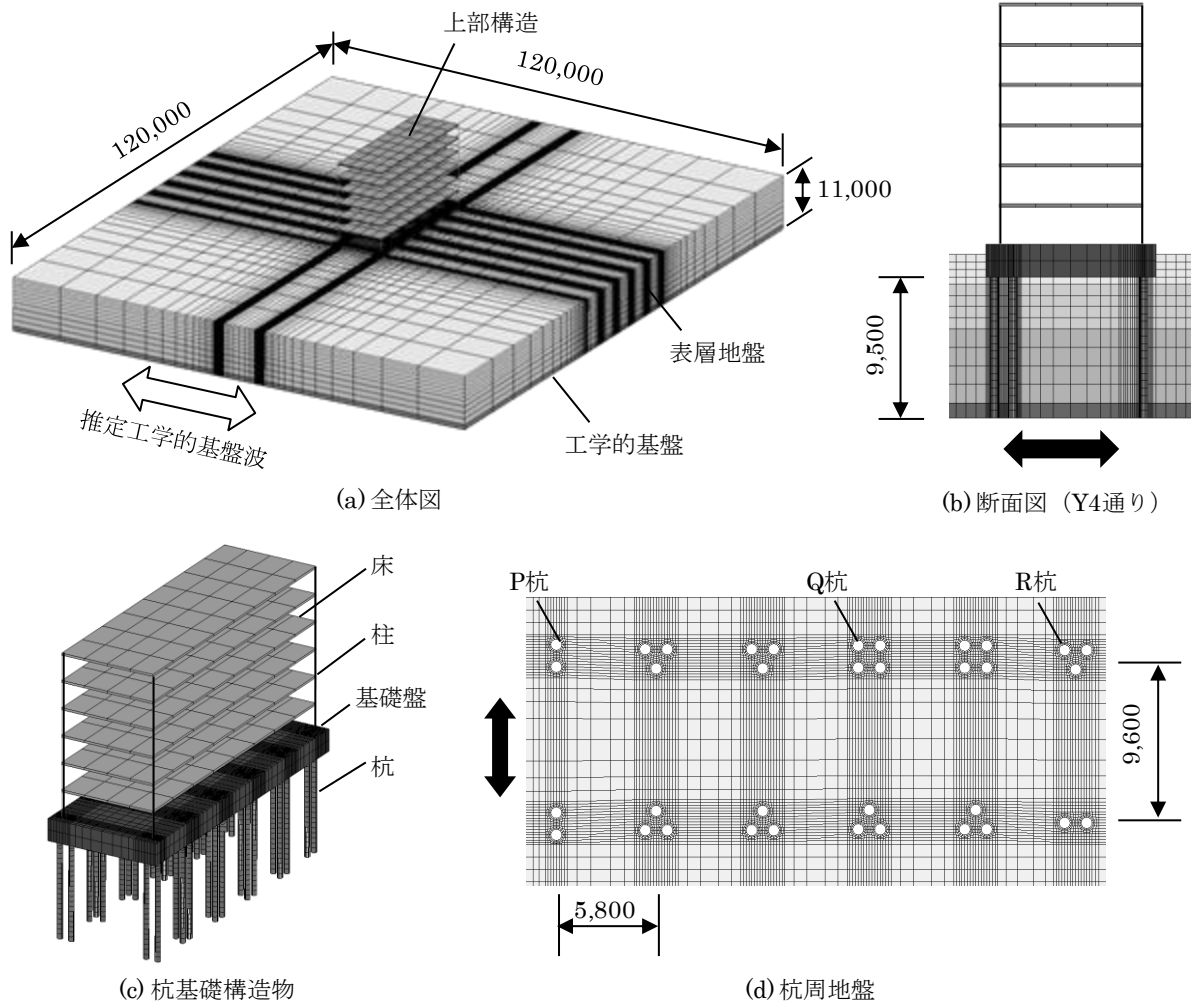 上部構造
120,000
120,000
11,000
表層地盤
推定工学的基盤波
工学的基盤
(a) 全体図
9,500
(b) 断面図（Y4通り）
床
柱
基礎盤
杭
(c) 杭基礎構造物
P杭
Q杭
R杭
9,600
5,800
(d) 杭周地盤